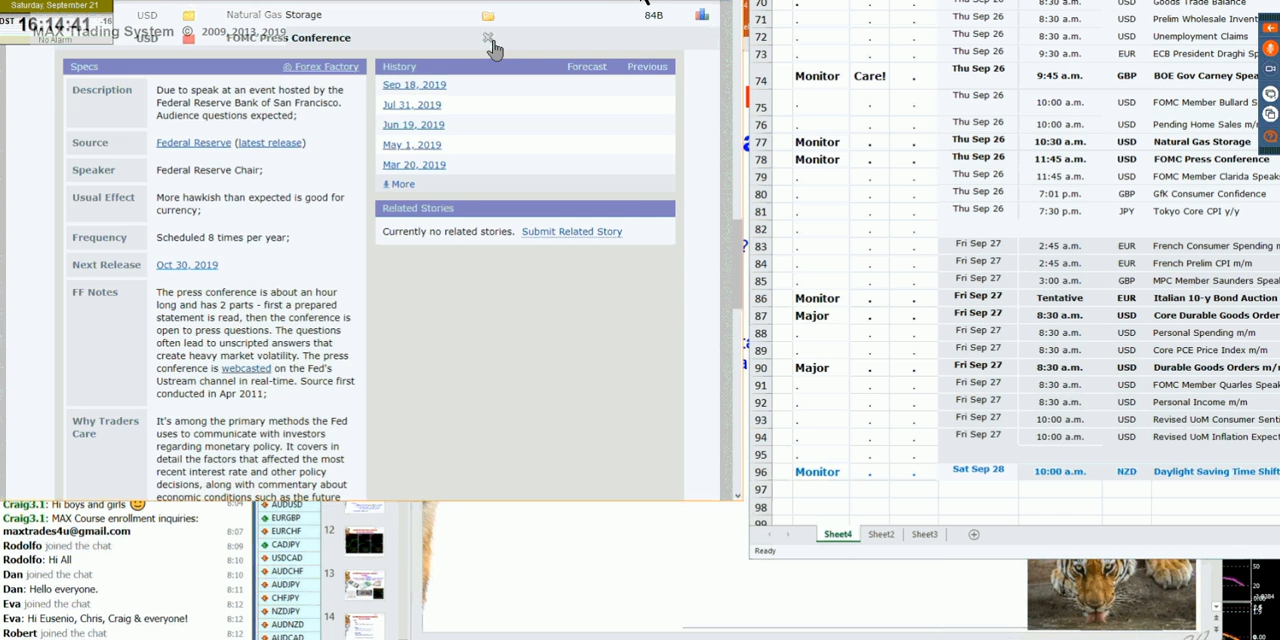 Saturday, September 21
DST 16:14:41 -16
No Alarm
USD Natural Gas Storage 84B
MAX Trading System © 2009, 2013, 2019
USD FOMC Press Conference
Specs © Forex Factory
Description Due to speak at an event hosted by the
Federal Reserve Bank of San Francisco.
Audience questions expected;
Source Federal Reserve (latest release)
Speaker Federal Reserve Chair;
Usual Effect More hawkish than expected is good for
currency;
Frequency Scheduled 8 times per year;
Next Release Oct 30, 2019
FF Notes The press conference is about an hour
long and has 2 parts - first a prepared
statement is read, then the conference is
open to press questions. The questions
often lead to unscripted answers that
create heavy market volatility. The press
conference is webcasted on the Fed's
Ustream channel in real-time. Source first
conducted in Apr 2011;
Why Traders Care It's among the primary methods the Fed
uses to communicate with investors
regarding monetary policy. It covers in
detail the factors that affected the most
recent interest rate and other policy
decisions, along with commentary about
economic conditions such as the future
History Forecast Previous
Sep 18, 2019
Jul 31, 2019
Jun 19, 2019
May 1, 2019
Mar 20, 2019
More
Related Stories
Currently no related stories. Submit Related Story
70 8:30 a.m. USD Goods Trade Balance
71 . . . Thu Sep 26 8:30 a.m. USD Prelim Wholesale Invent
72 . . . Thu Sep 26 8:30 a.m. USD Unemployment Claims
73 . . . Thu Sep 26 9:30 a.m. EUR ECB President Draghi S
74 Monitor Care! . Thu Sep 26 9:45 a.m. GBP BOE Gov Carney Spea
75 . . . Thu Sep 26 10:00 a.m. USD FOMC Member Bullard S
76 . . . Thu Sep 26 10:00 a.m. USD Pending Home Sales m/
77 Monitor . . Thu Sep 26 10:30 a.m. USD Natural Gas Storage
78 Monitor . . Thu Sep 26 11:45 a.m. USD FOMC Press Conference
79 . . . Thu Sep 26 11:45 a.m. USD FOMC Member Clarida Speaks
80 . . . Thu Sep 26 7:01 p.m. GBP GfK Consumer Confidence
81 . . . Thu Sep 26 7:30 p.m. JPY Tokyo Core CPI y/y
83 . . . Fri Sep 27 2:45 a.m. EUR French Consumer Spending m
84 . . . Fri Sep 27 2:45 a.m. EUR French Prelim CPI m/m
85 . . . Fri Sep 27 3:00 a.m. GBP MPC Member Saunders Speak
86 Monitor . . Fri Sep 27 Tentative EUR Italian 10-y Bond Auction
87 Major . . Fri Sep 27 8:30 a.m. USD Core Durable Goods Order
88 . . . Fri Sep 27 8:30 a.m. USD Personal Spending m/m
89 . . . Fri Sep 27 8:30 a.m. USD Core PCE Price Index m/m
90 Major . . Fri Sep 27 8:30 a.m. USD Durable Goods Orders m/
91 . . . Fri Sep 27 8:30 a.m. USD FOMC Member Quarles Speak
92 . . . Fri Sep 27 8:30 a.m. USD Personal Income m/m
93 . . . Fri Sep 27 10:00 a.m. USD Revised UoM Consumer Senti
94 . . . Fri Sep 27 10:00 a.m. USD Revised UoM Inflation Expect
95 . . .
96 Monitor . . Sat Sep 28 10:00 a.m. NZD Daylight Saving Time Shift
97
98
99
Sheet4 Sheet2 Sheet3
Ready
Craig3.1: Hi boys and girls 8:04
Craig3.1: MAX Course enrollment inquiries:
maxtrades4u@gmail.com 8:07
Rodolfo joined the chat 8:09
Rodolfo: Hi All 8:10
Dan joined the chat 8:10
Dan: Hello everyone. 8:11
Eva joined the chat 8:12
Eva: Hi Eusenio, Chris, Craig & everyone! 8:12
Robert joined the chat 8:12
AUDUSD
EURGBP
EURCHF
CADJPY
USDCAD
AUDCHF
AUDJPY
CHFJPY
NZDJPY
AUDNZD
AUDCAD
12
13
14
50